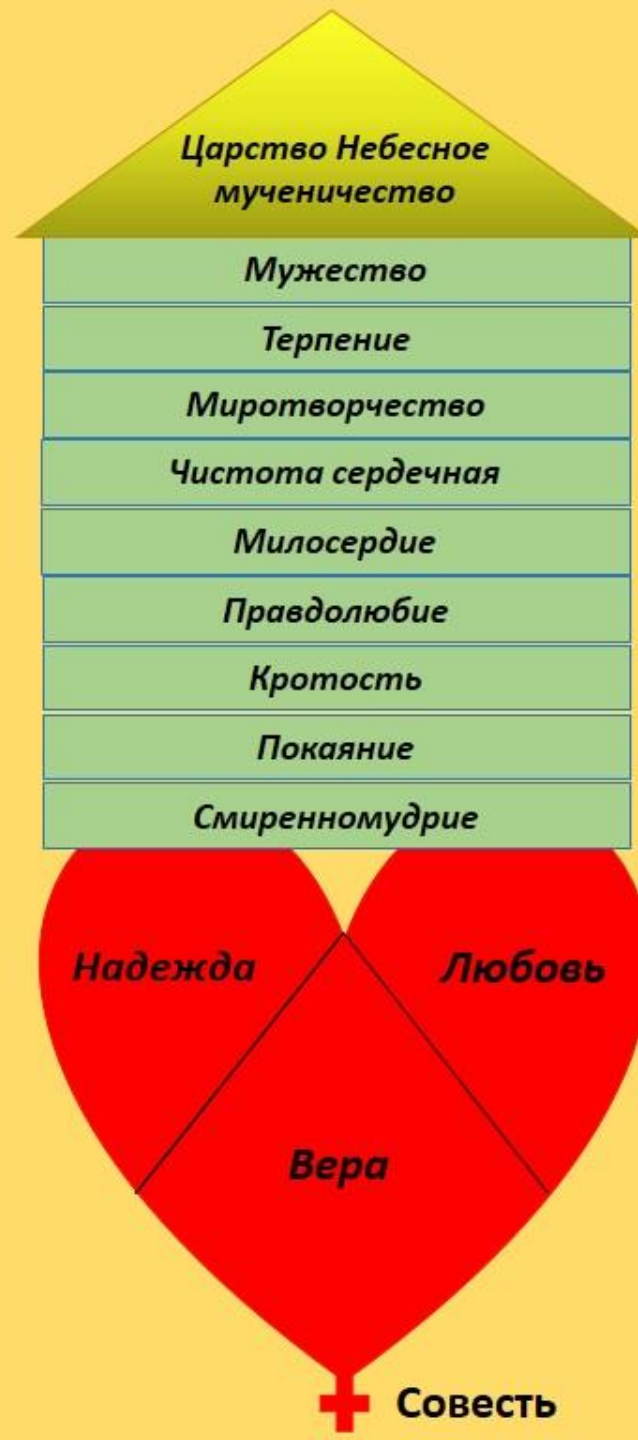 Царство Небесное
мученичество
Мужество
Терпение
Миротворчество
Чистота сердечная
Милосердие
Правдолюбие
Кротость
Покаяние
Смиренномудрие
Надежда
Любовь
Вера
Совесть